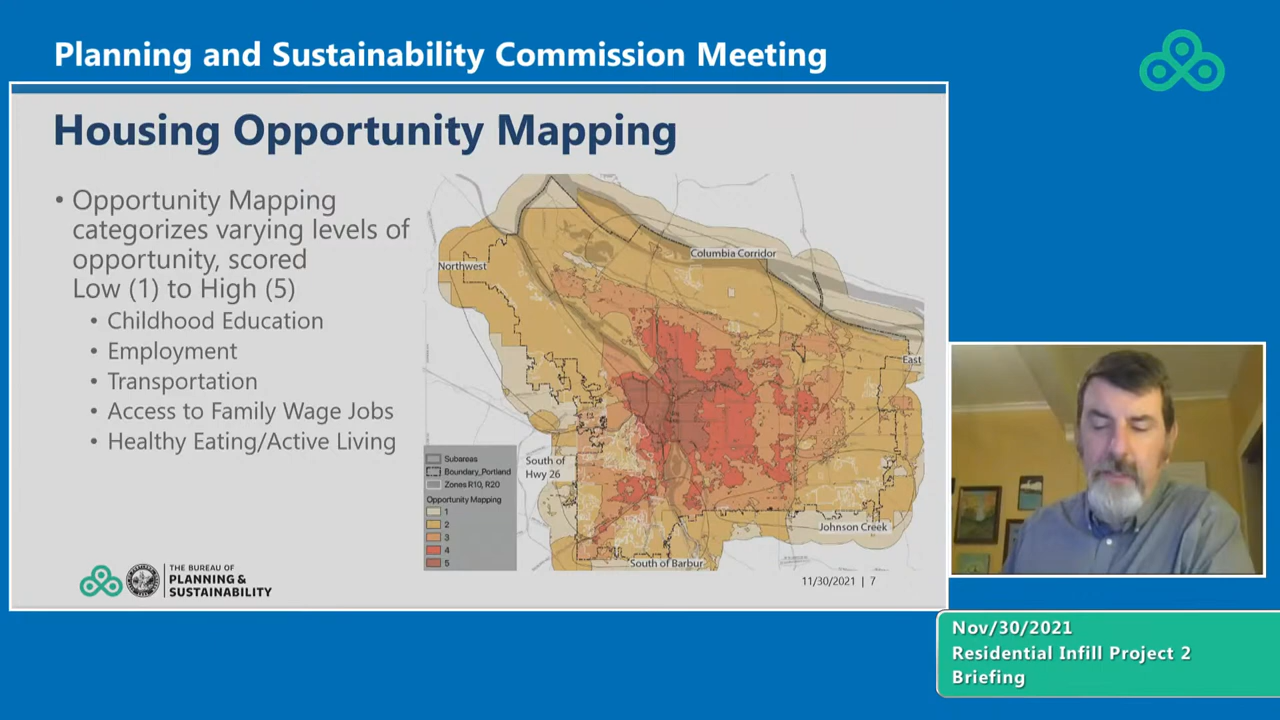 Planning and Sustainability Commission Meeting
Housing Opportunity Mapping
• Opportunity Mapping
categorizes varying levels of
opportunity, scored
Low (1) to High (5)
• Childhood Education
• Employment
• Transportation
• Access to Family Wage Jobs
• Healthy Eating/Active Living
Northwest
Columbia Corridor
East
South of
Hwy 26
Johnson Creek
South of Barbur
Subareas
Boundary_Portland
Zones R10, R20
Opportunity Mapping
1
2
3
4
5
THE BUREAU OF
PLANNING &
SUSTAINABILITY
11/30/2021 | 7
Nov/30/2021
Residential Infill Project 2
Briefing